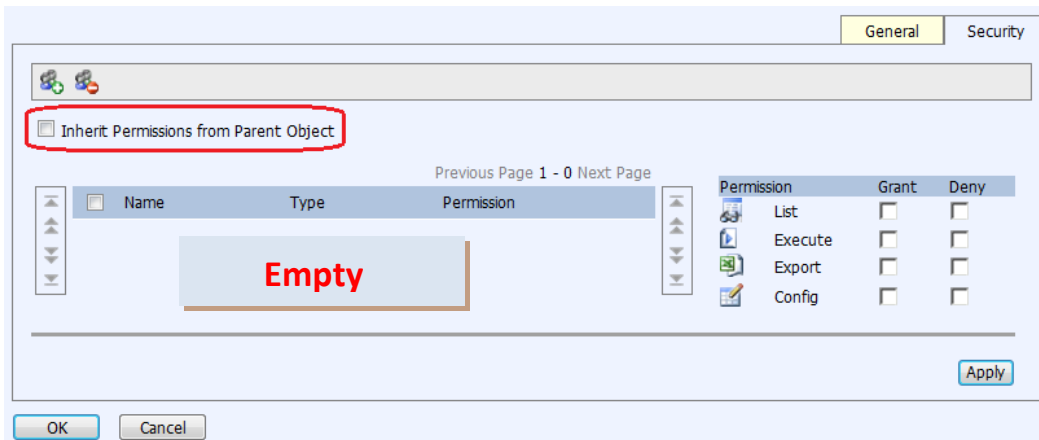 General Security
Inherit Permissions from Parent Object
Previous Page 1 - 0 Next Page
Name Type Permission
Empty
Permission Grant Deny
List
Execute
Export
Config
Apply
OK Cancel